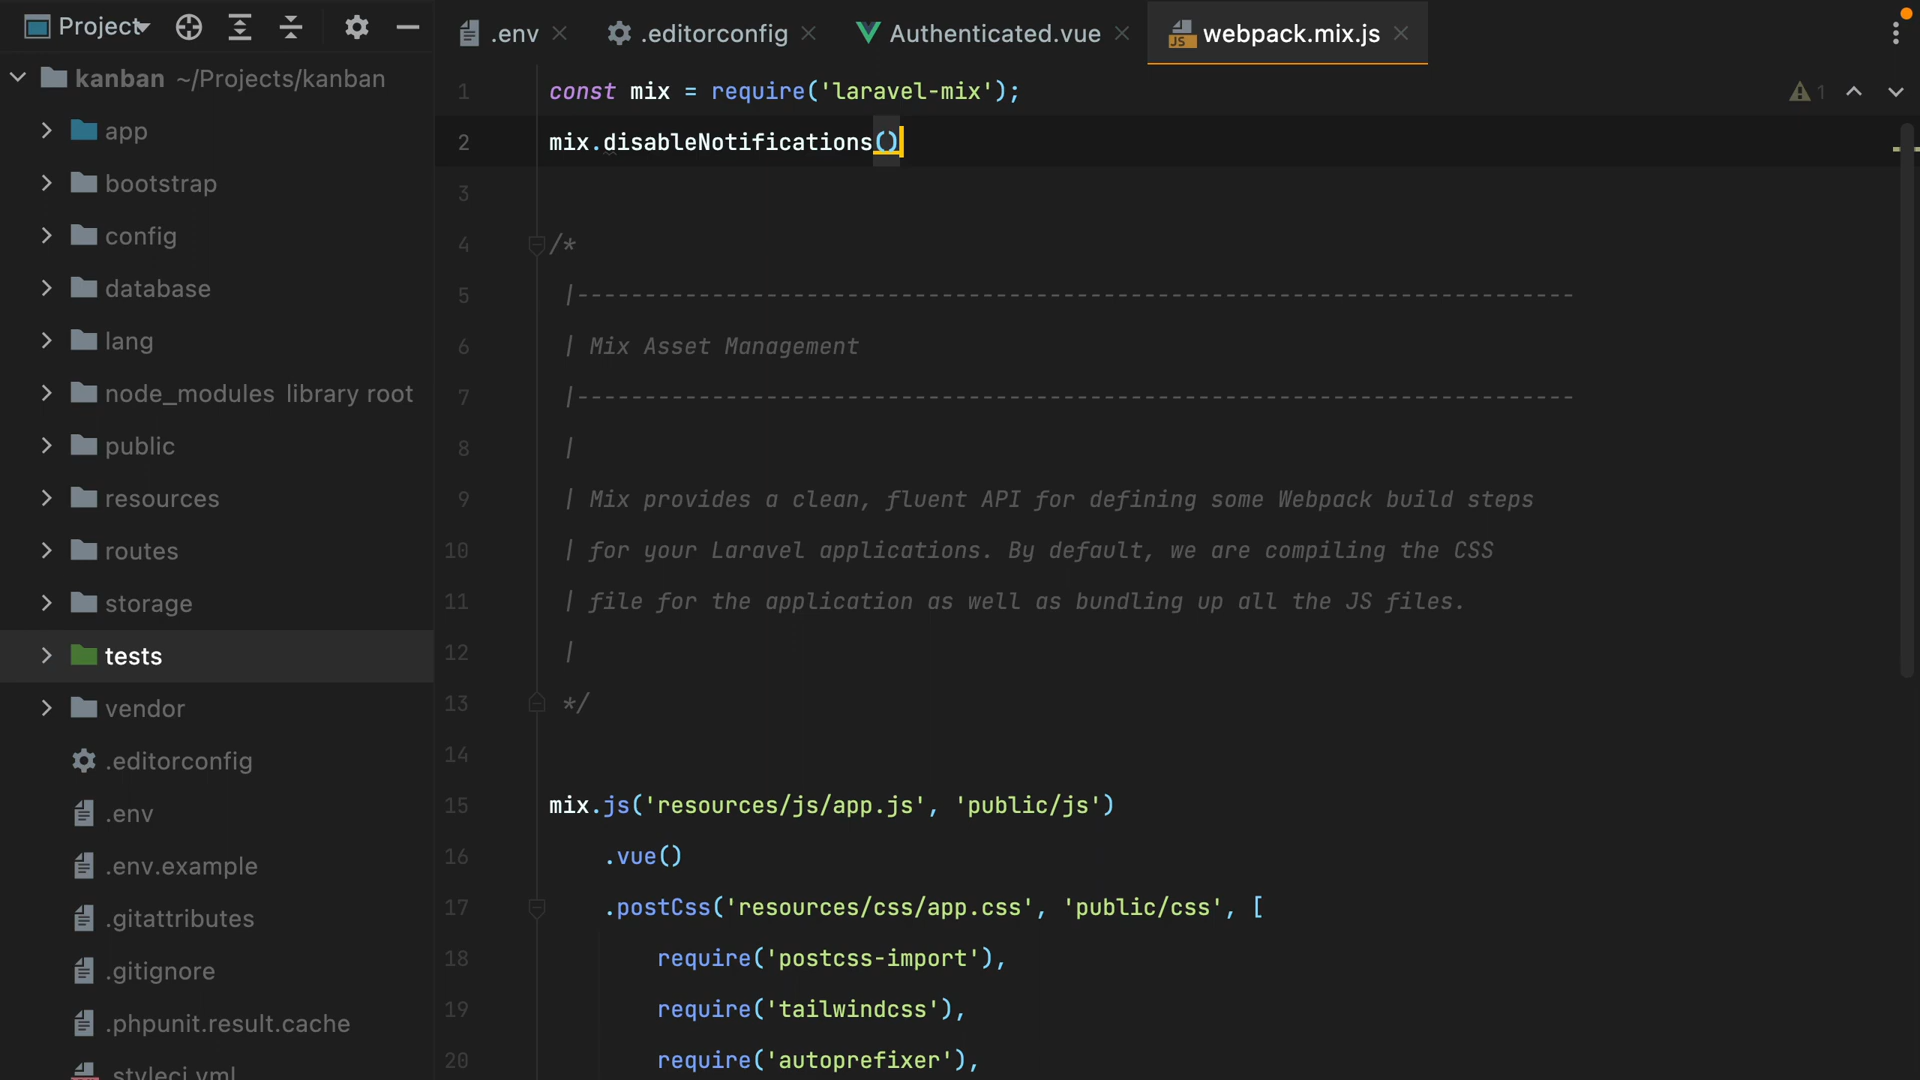 Project
.env
.editorconfig
Authenticated.vue
webpack.mix.js
kanban ~/Projects/kanban
app
bootstrap
config
database
lang
node_modules library root
public
resources
routes
storage
tests
vendor
.editorconfig
.env
.env.example
.gitattributes
.gitignore
.phpunit.result.cache
.styleci.yml
1 const mix = require('laravel-mix');
1
2 mix.disableNotifications()
3
4 /*
5 |--------------------------------------------------------------------------
6 | Mix Asset Management
7 |--------------------------------------------------------------------------
8 |
9 | Mix provides a clean, fluent API for defining some Webpack build steps
10 | for your Laravel applications. By default, we are compiling the CSS
11 | file for the application as well as bundling up all the JS files.
12 |
13 */
14
15 mix.js('resources/js/app.js', 'public/js')
16 .vue()
17 .postCss('resources/css/app.css', 'public/css', [
18 require('postcss-import'),
19 require('tailwindcss'),
20 require('autoprefixer'),